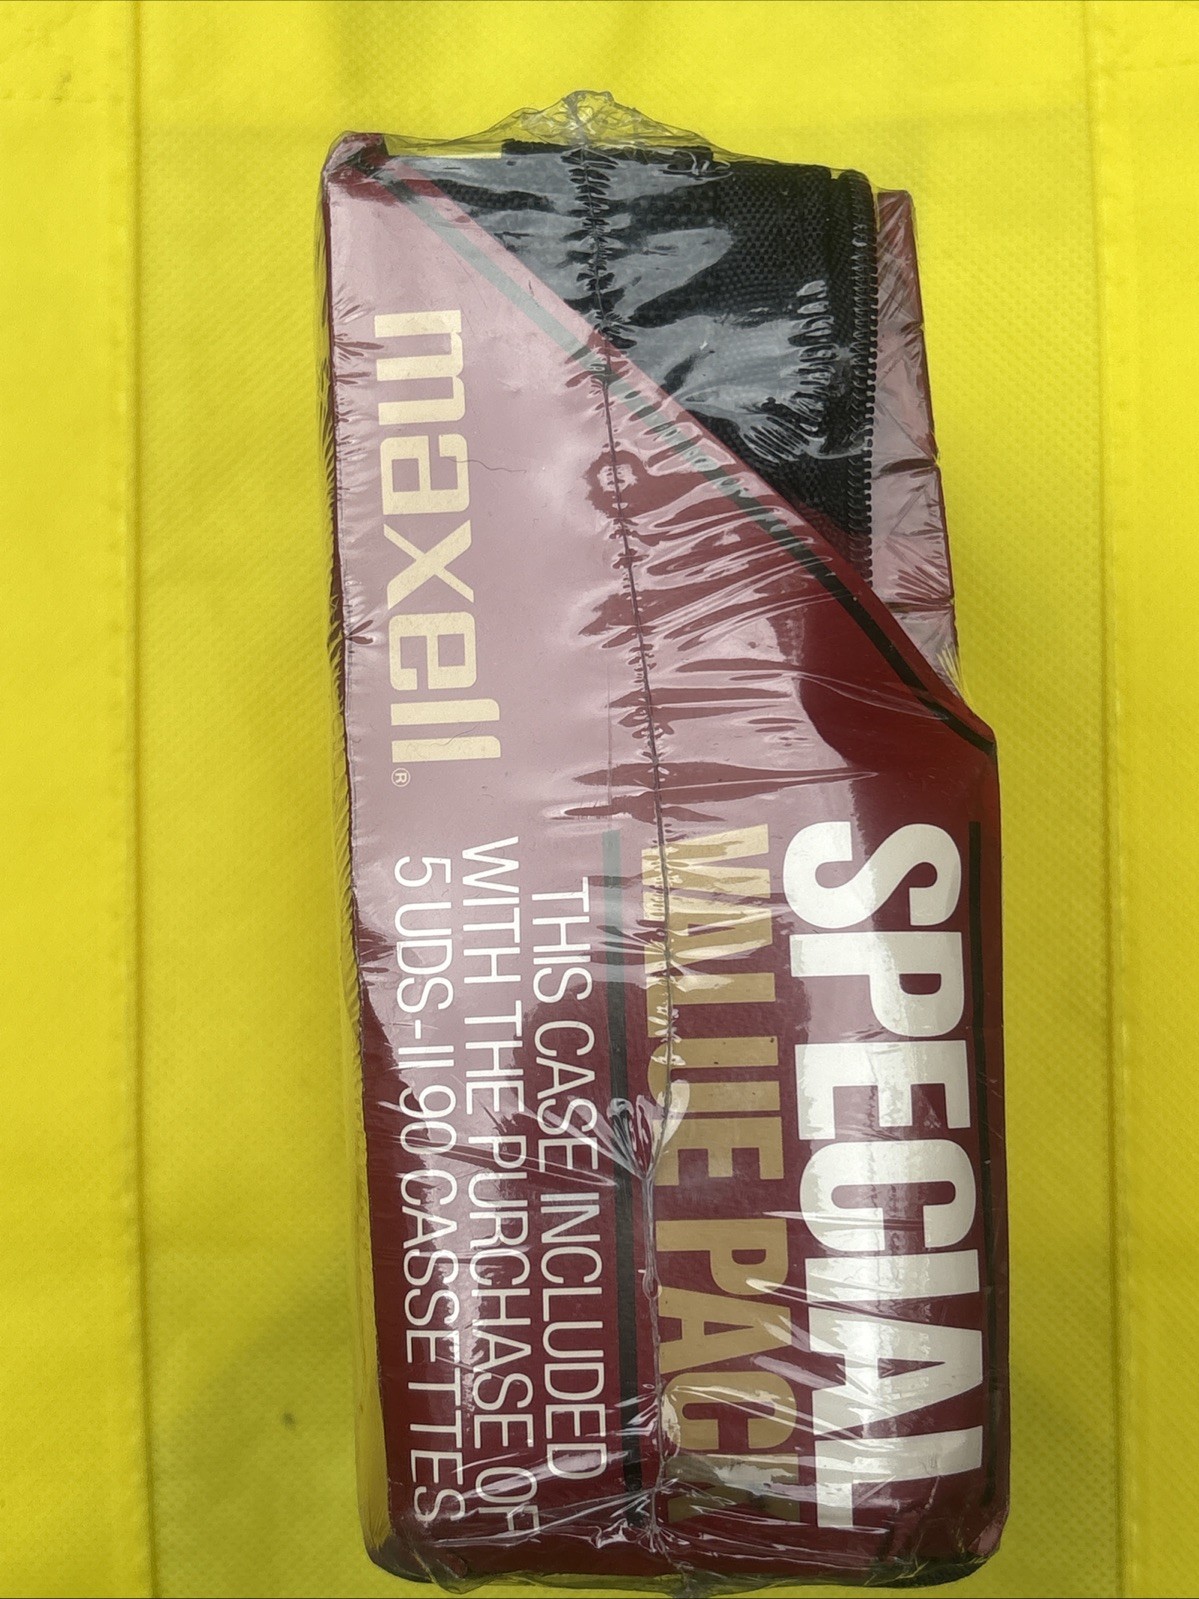 SPECIAL
VALUE PACK
THIS CASE INCLUDED
WITH THE PURCHASE OF
5 UDS-II 90 CASSETTES
maxell®